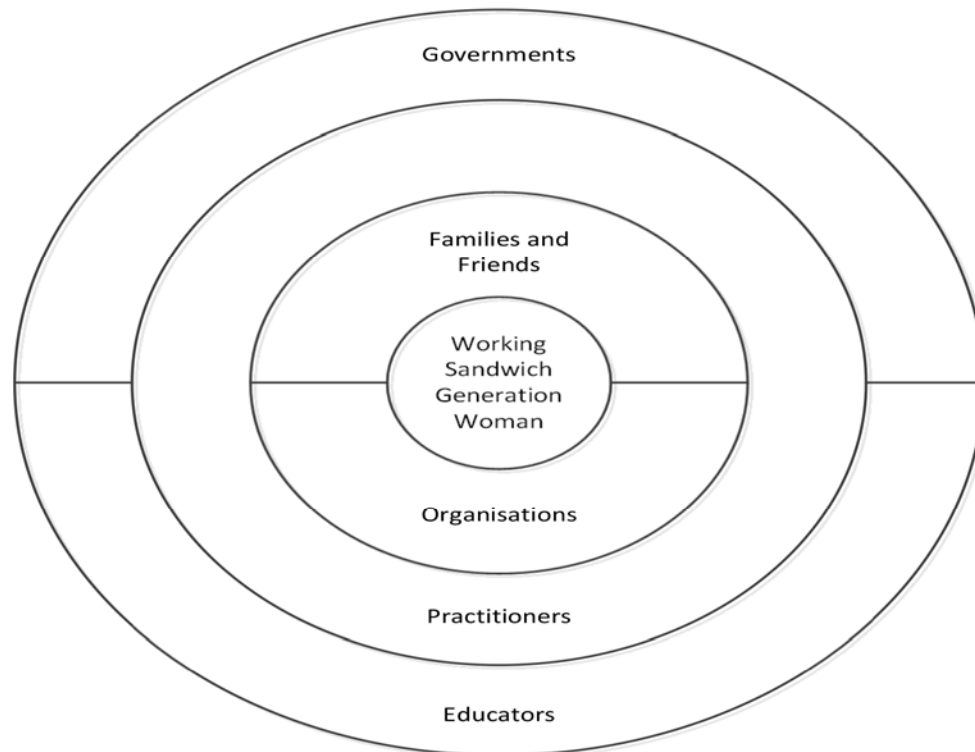 Governments
Families and
Friends
Working
Sandwich
Generation
Woman
Organisations
Practitioners
Educators